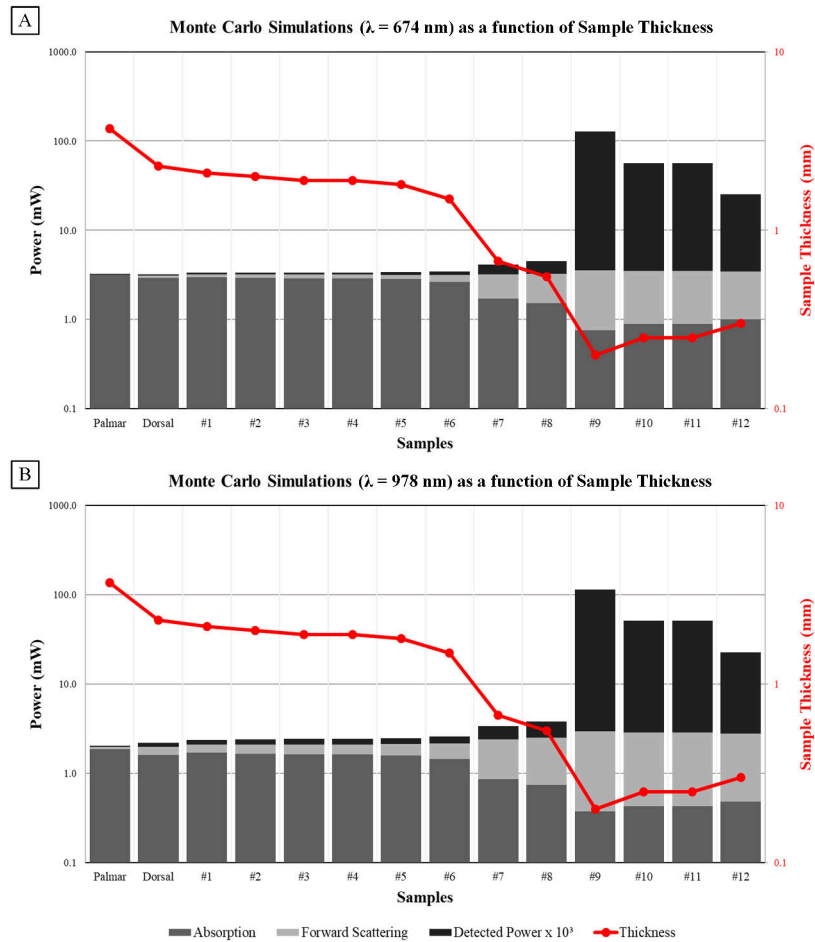 A
Monte Carlo Simulations (λ = 674 nm) as a function of Sample Thickness
1000.0
100.0
10.0
1.0
0.1
Power (mW)
10
1
0.1
Sample Thickness (mm)
Palmar Dorsal #1 #2 #3 #4 #5 #6 #7 #8 #9 #10 #11 #12
Samples
B
Monte Carlo Simulations (λ = 978 nm) as a function of Sample Thickness
1000.0
100.0
10.0
1.0
0.1
Power (mW)
10
1
0.1
Sample Thickness (mm)
Palmar Dorsal #1 #2 #3 #4 #5 #6 #7 #8 #9 #10 #11 #12
Samples
Absorption Forward Scattering Detected Power x 10³ Thickness